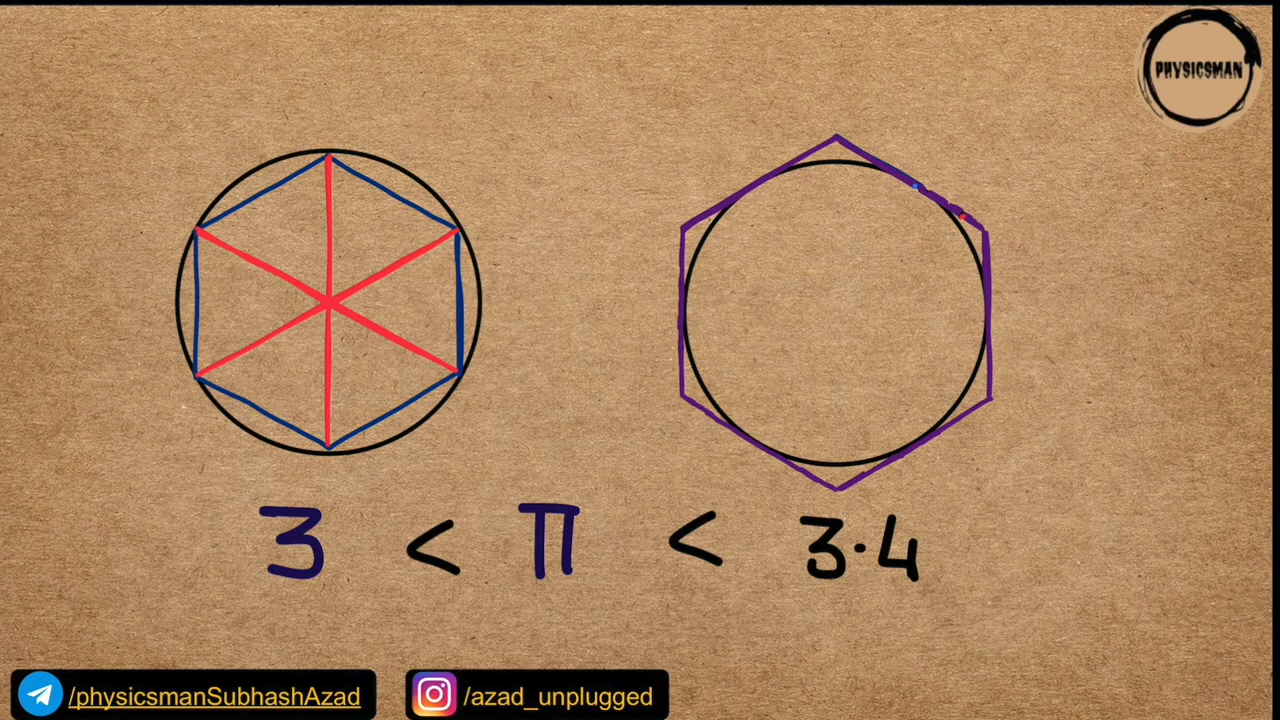 PHYSICSMAN
3 < π < 3·4
/physicsmanSubhashAzad
/azad_unplugged